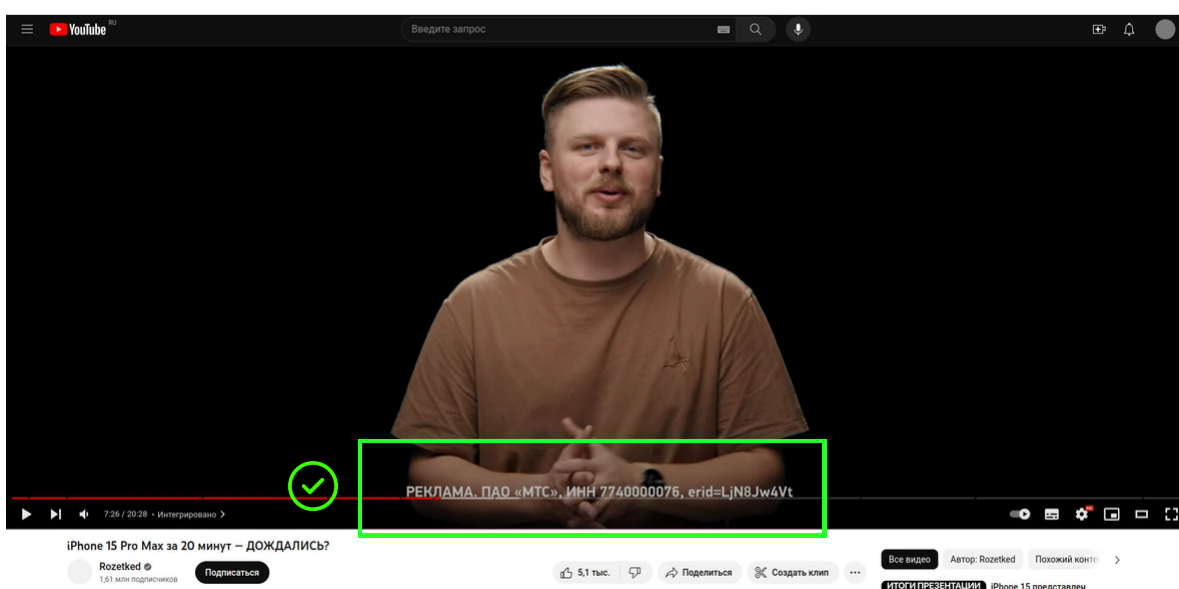 YouTube RU
Введите запрос
РЕКЛАМА. ПАО «МТС», ИНН 7740000076, erid=LjN8Jw4Vt
7:26 / 20:28 • Интегрировано >
iPhone 15 Pro Max за 20 минут — ДОЖДАЛИСЬ?
Rozetked
1,61 млн подписчиков
Подписаться
5,1 тыс.
Поделиться
Создать клип
Все видео
Автор: Rozetked
Похожий конте
ИТОГИ ПРЕЗЕНТАЦИИ iPhone 15 представлен